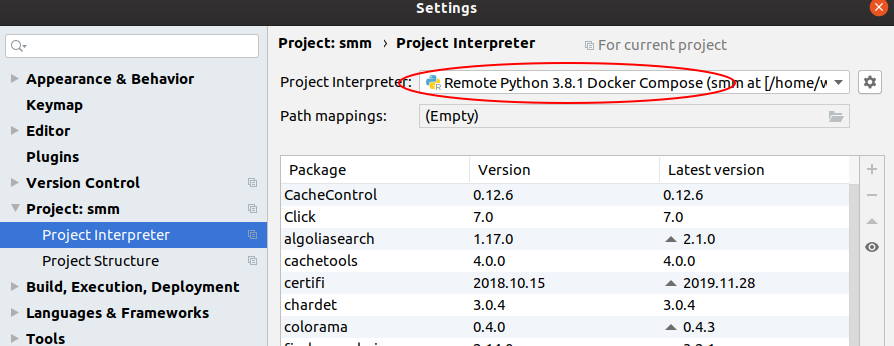 Settings
Project: smm › Project Interpreter For current project
Appearance & Behavior
Project Interpreter: Remote Python 3.8.1 Docker Compose (smm at [/home/w
Keymap
Path mappings: (Empty)
Editor
Plugins
Version Control
Project: smm
Project Interpreter
Project Structure
Build, Execution, Deployment
Languages & Frameworks
Tools
Package Version Latest version
CacheControl 0.12.6 0.12.6
Click 7.0 7.0
algoliasearch 1.17.0 2.1.0
cachetools 4.0.0 4.0.0
certifi 2018.10.15 2019.11.28
chardet 3.0.4 3.0.4
colorama 0.4.0 0.4.3